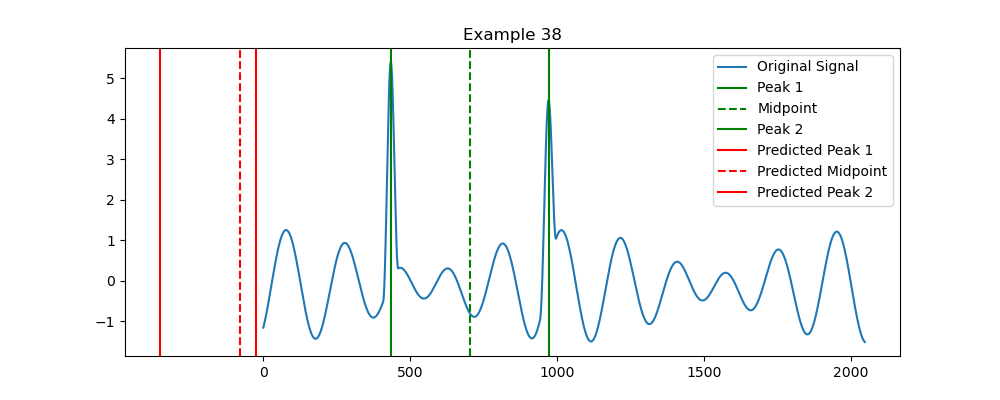 Example 38
Original Signal
Peak 1
Midpoint
Peak 2
Predicted Peak 1
Predicted Midpoint
Predicted Peak 2
5
4
3
2
1
0
−1
0 500 1000 1500 2000